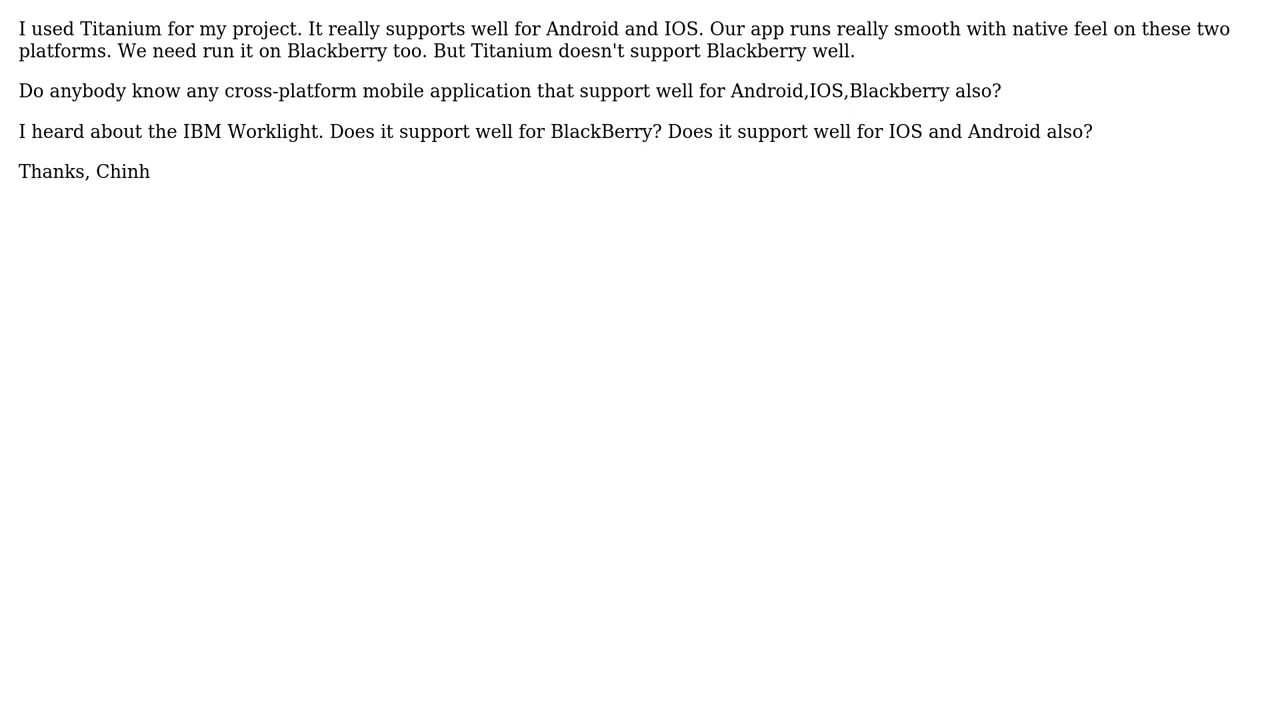 I used Titanium for my project. It really supports well for Android and IOS. Our app runs really smooth with native feel on these two
platforms. We need run it on Blackberry too. But Titanium doesn't support Blackberry well.
Do anybody know any cross-platform mobile application that support well for Android,IOS,Blackberry also?
I heard about the IBM Worklight. Does it support well for BlackBerry? Does it support well for IOS and Android also?
Thanks, Chinh